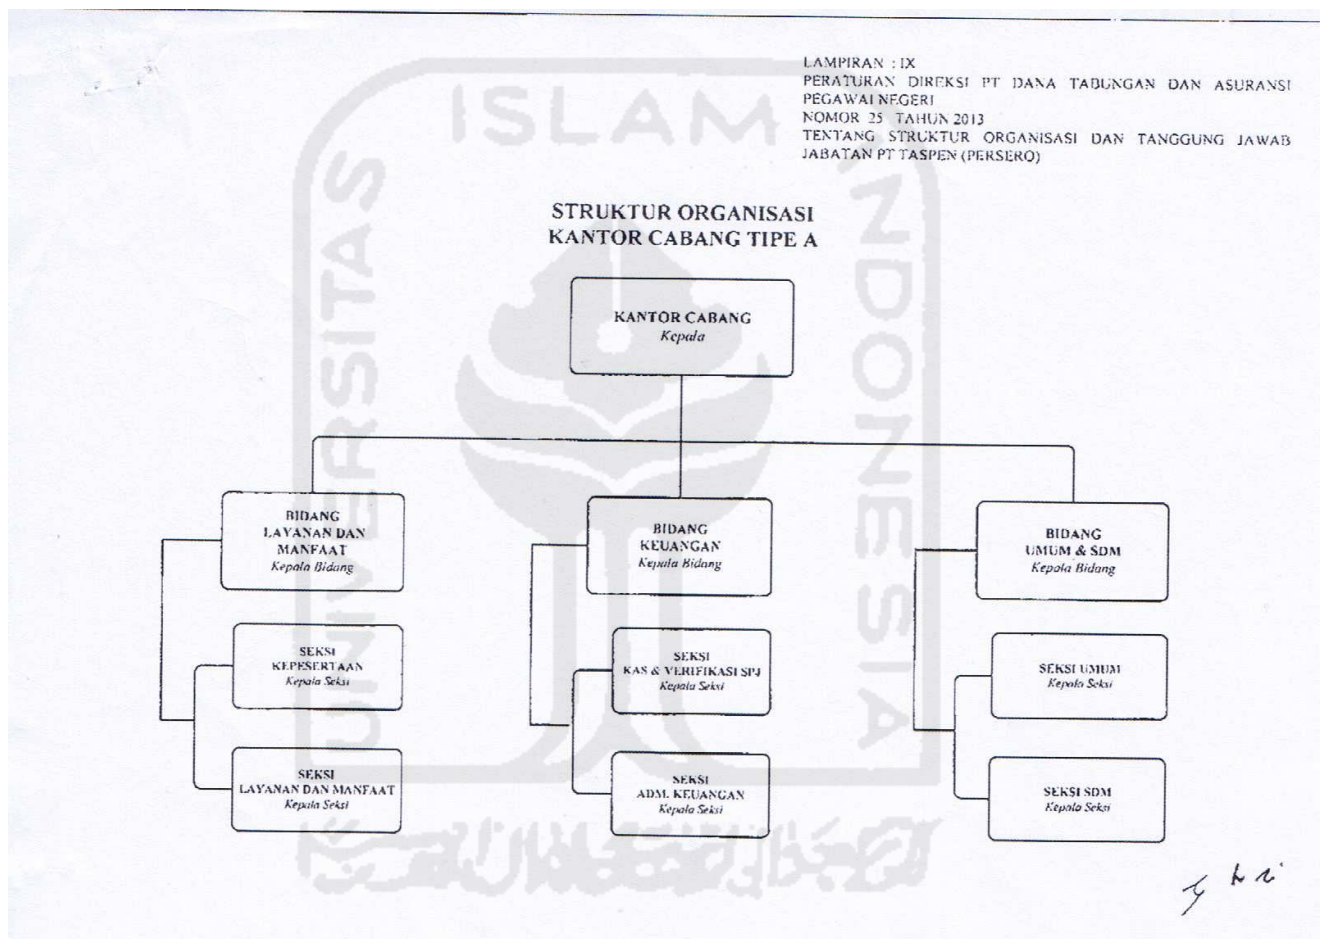 LAMPIRAN : IX
PERATURAN DIREKSI PT DANA TABUNGAN DAN ASURANSI
PEGAWAI NEGERI
NOMOR 25 TAHUN 2013
TENTANG STRUKTUR ORGANISASI DAN TANGGUNG JAWAB
JABATAN PT TASPEN (PERSERO)
STRUKTUR ORGANISASI
KANTOR CABANG TIPE A
KANTOR CABANG
Kepala
BIDANG
LAYANAN DAN
MANFAAT
Kepala Bidang
BIDANG
KEUANGAN
Kepala Bidang
BIDANG
UMUM & SDM
Kepala Bidang
SEKSI
KEPESERTAAN
Kepala Seksi
SEKSI
KAS & VERIFIKASI SPJ
Kepala Seksi
SEKSI UMUM
Kepala Seksi
SEKSI
LAYANAN DAN MANFAAT
Kepala Seksi
SEKSI
ADM. KEUANGAN
Kepala Seksi
SEKSI SDM
Kepala Seksi
UNIVERSITAS
ISLAM
INDONESIA